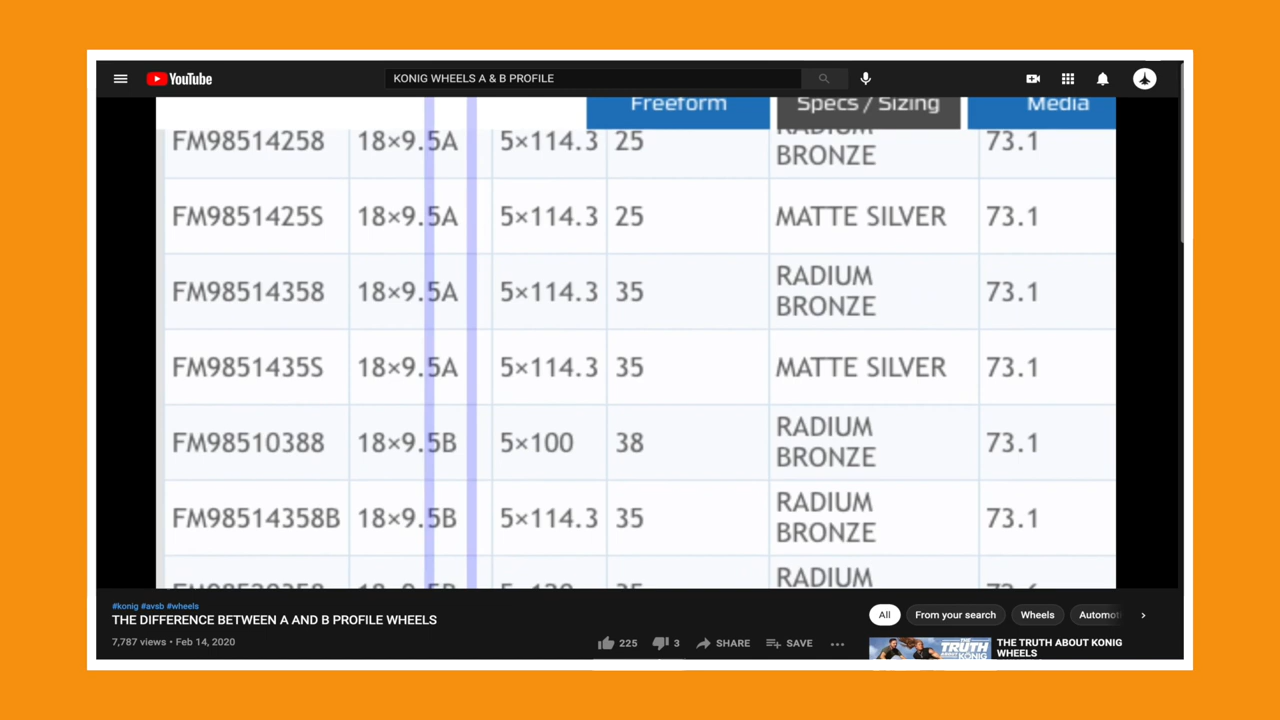 YouTube
KONIG WHEELS A & B PROFILE
Freeform Specs / Sizing Media
FM98514258 18×9.5A 5×114.3 25 RADIUM BRONZE 73.1
FM9851425S 18×9.5A 5×114.3 25 MATTE SILVER 73.1
FM98514358 18×9.5A 5×114.3 35 RADIUM BRONZE 73.1
FM9851435S 18×9.5A 5×114.3 35 MATTE SILVER 73.1
FM98510388 18×9.5B 5×100 38 RADIUM BRONZE 73.1
FM98514358B 18×9.5B 5×114.3 35 RADIUM BRONZE 73.1
RADIUM
#konig #avsb #wheels
THE DIFFERENCE BETWEEN A AND B PROFILE WHEELS
7,787 views • Feb 14, 2020
225 3 SHARE SAVE
All From your search Wheels
THE TRUTH ABOUT KONIG
WHEELS
THE TRUTH